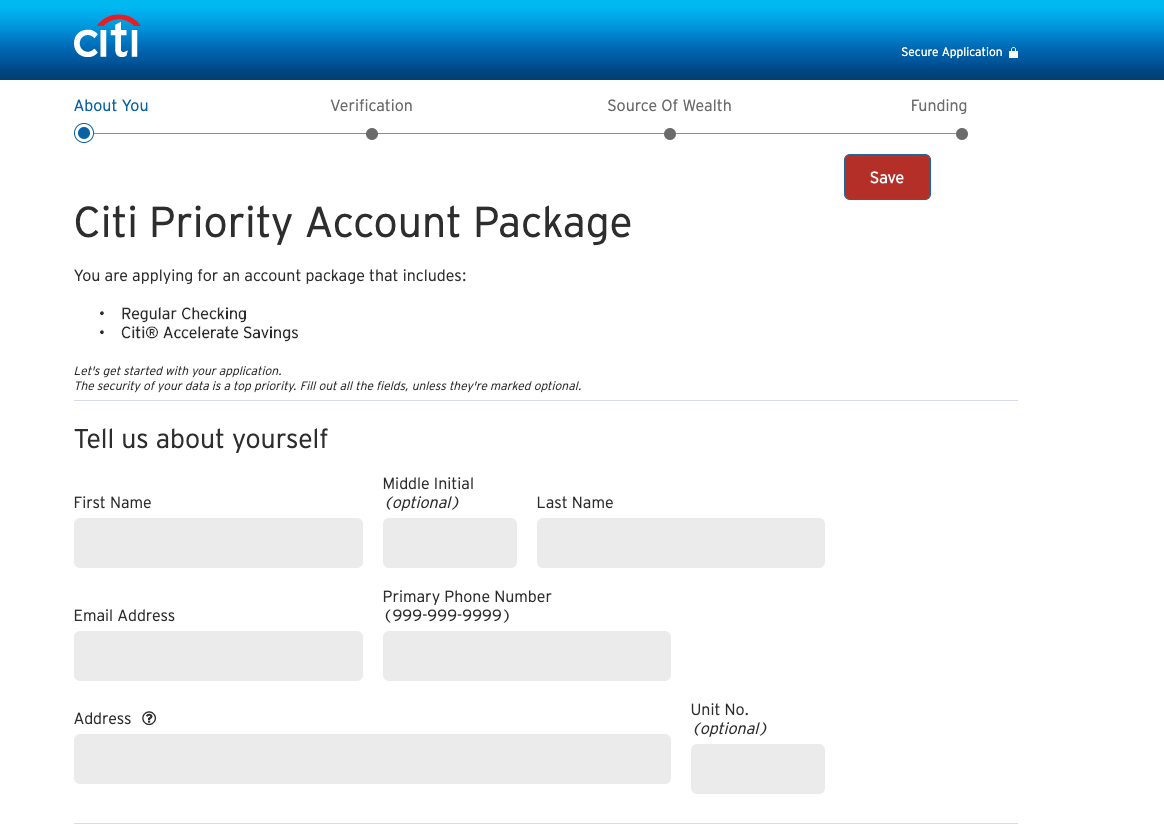 citi
Secure Application
About You
Verification
Source Of Wealth
Funding
Save
Citi Priority Account Package
You are applying for an account package that includes:
• Regular Checking
• Citi® Accelerate Savings
Let's get started with your application.
The security of your data is a top priority. Fill out all the fields, unless they're marked optional.
Tell us about yourself
First Name
Middle Initial
(optional)
Last Name
Email Address
Primary Phone Number
(999-999-9999)
Address ?
Unit No.
(optional)